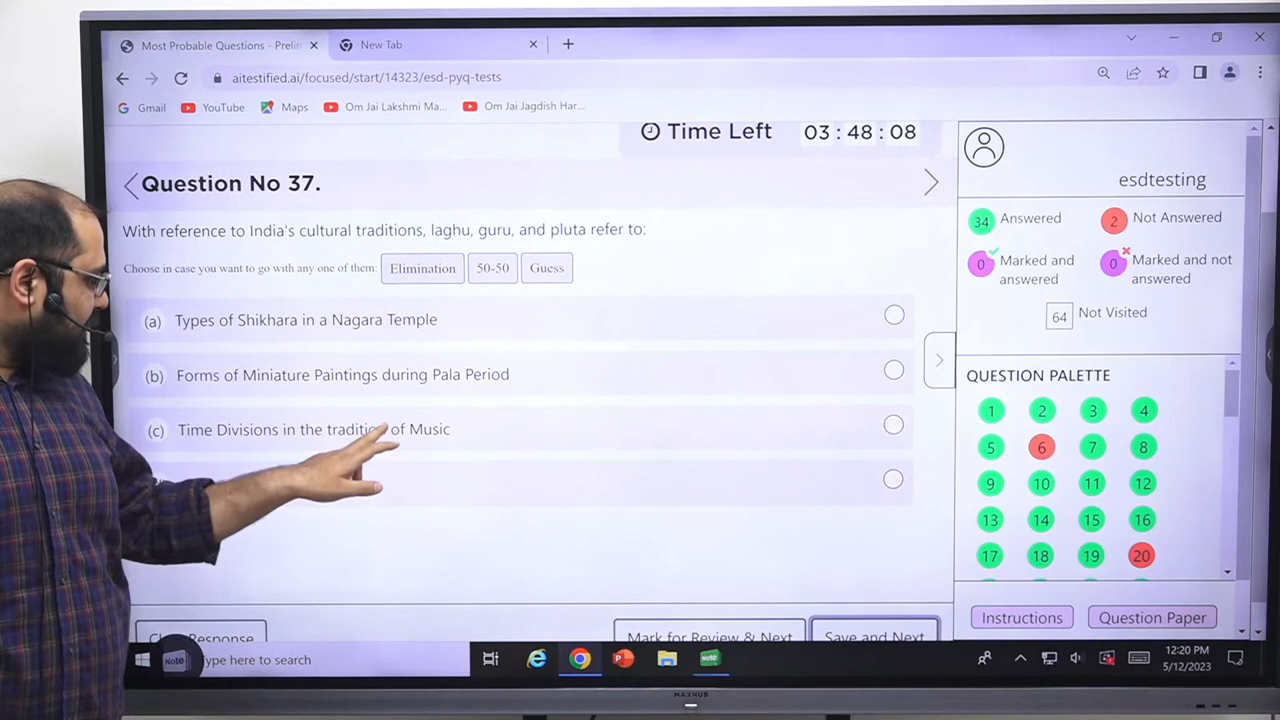 Most Probable Questions - Prelin
New Tab
aitestified.ai/focused/start/14323/esd-pyq-tests
Gmail
YouTube
Maps
Om Jai Lakshmi Ma...
Om Jai Jagdish Har...
Time Left 03 : 48 : 08
Question No 37.
With reference to India's cultural traditions, laghu, guru, and pluta refer to:
Choose in case you want to go with any one of them: Elimination 50-50 Guess
(a) Types of Shikhara in a Nagara Temple
(b) Forms of Miniature Paintings during Pala Period
(c) Time Divisions in the tradition of Music
Response
Mark for Review & Next
Save and Next
esdtesting
34 Answered
2 Not Answered
0 Marked and answered
0 Marked and not answered
64 Not Visited
QUESTION PALETTE
1 2 3 4
5 6 7 8
9 10 11 12
13 14 15 16
17 18 19 20
Instructions
Question Paper
Note
ype here to search
Note
12:20 PM
5/12/2023
MAXHUB